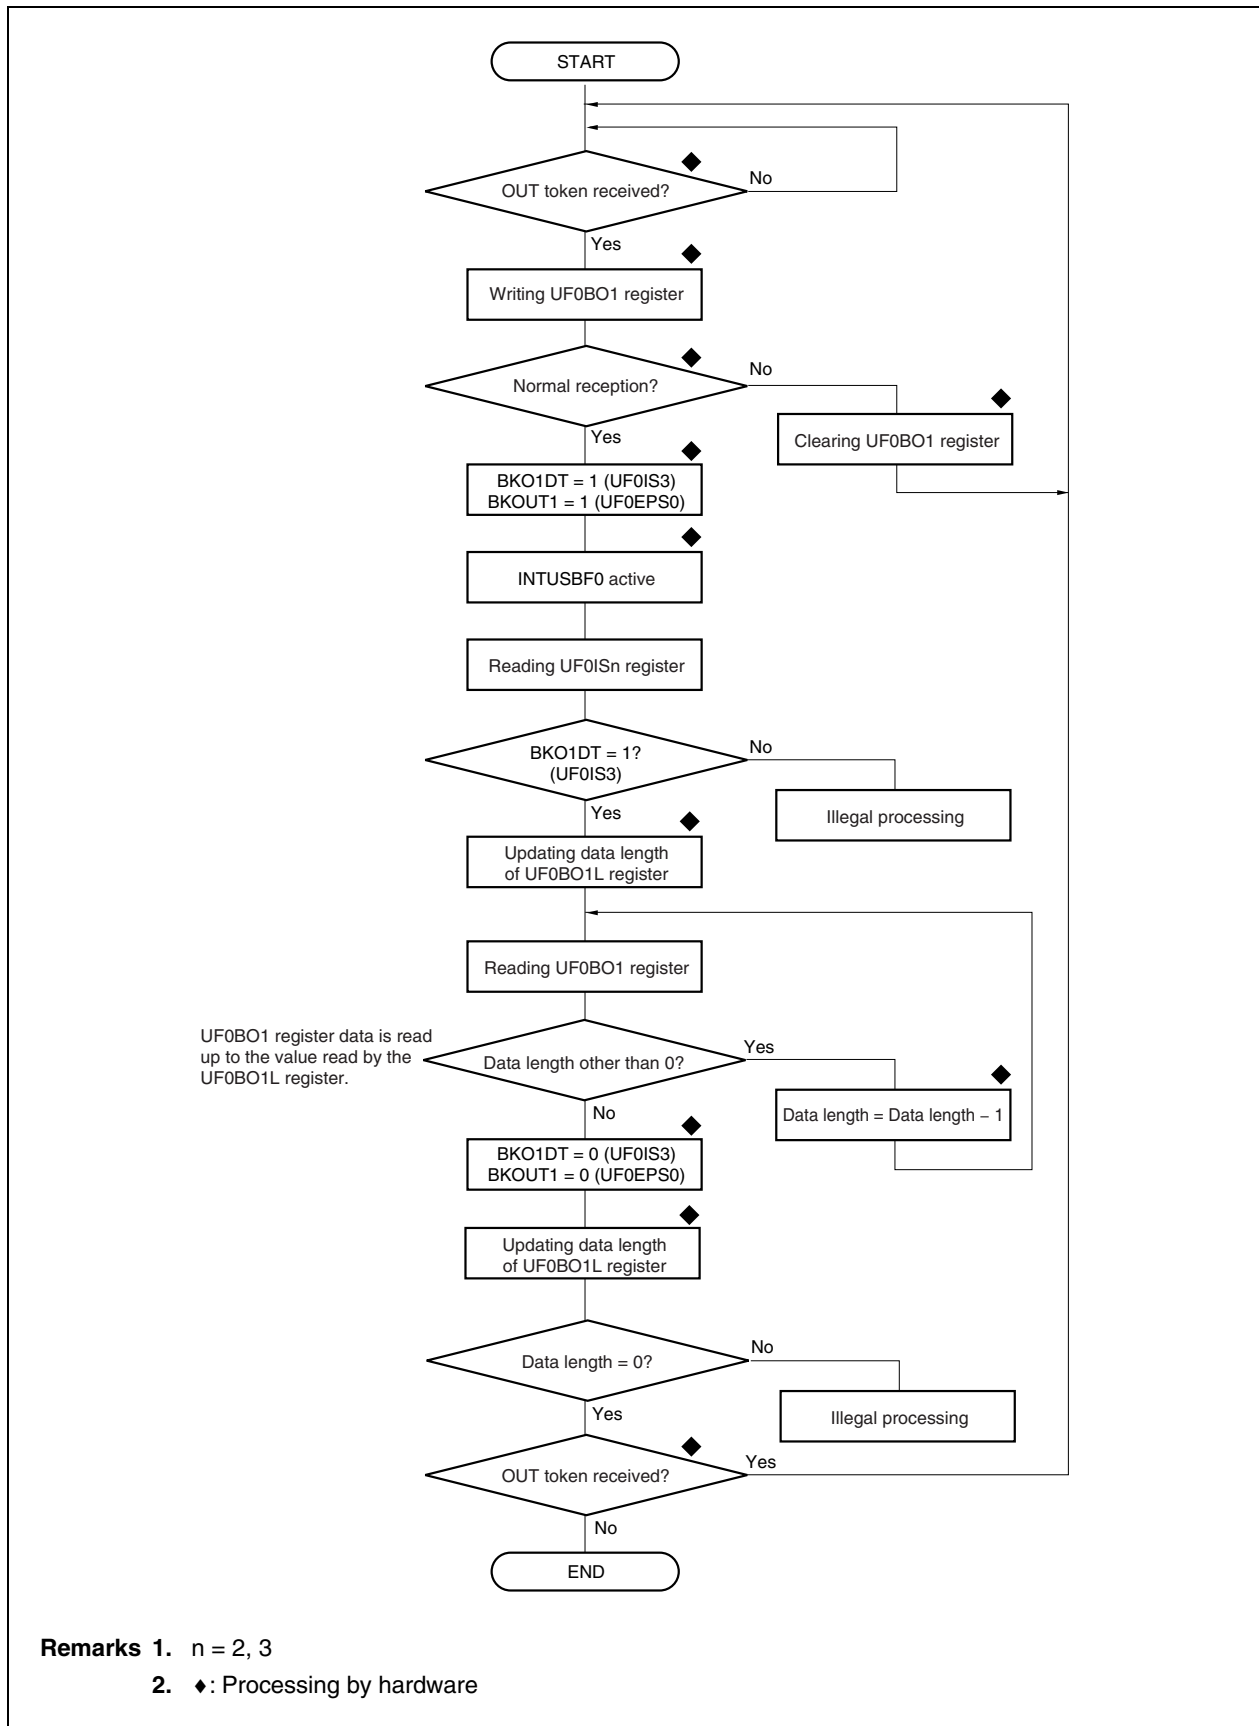 START
OUT token received?
No
Yes
Writing UF0BO1 register
Normal reception?
No
Yes
Clearing UF0BO1 register
BKO1DT = 1 (UF0IS3)
BKOUT1 = 1 (UF0EPS0)
INTUSBF0 active
Reading UF0ISn register
BKO1DT = 1?
(UF0IS3)
No
Yes
Illegal processing
Updating data length
of UF0BO1L register
Reading UF0BO1 register
UF0BO1 register data is read
up to the value read by the
UF0BO1L register.
Data length other than 0?
Yes
No
Data length = Data length − 1
BKO1DT = 0 (UF0IS3)
BKOUT1 = 0 (UF0EPS0)
Updating data length
of UF0BO1L register
Data length = 0?
No
Yes
Illegal processing
OUT token received?
Yes
No
END
Remarks 1. n = 2, 3
2. ♦: Processing by hardware